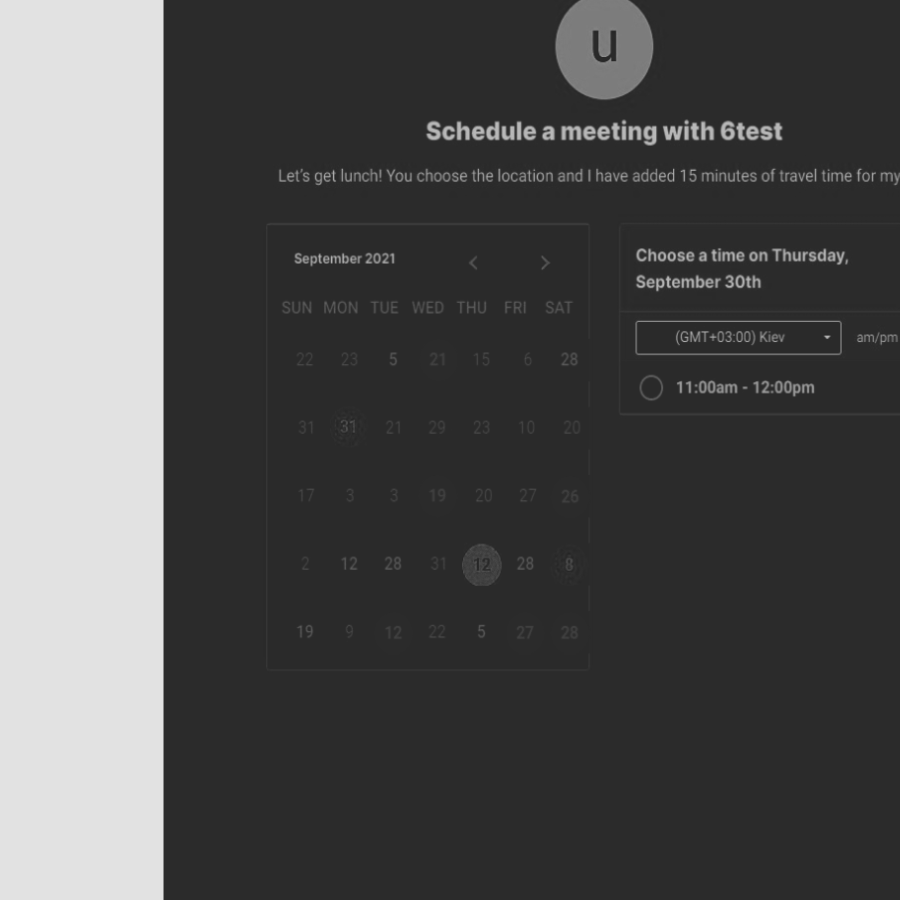 u
Schedule a meeting with 6test
Let's get lunch! You choose the location and I have added 15 minutes of travel time for my
September 2021
SUN MON TUE WED THU FRI SAT
22 23 5 21 15 6 28
31 31 21 29 23 10 20
17 3 3 19 20 27 26
2 12 28 31 12 28 8
19 9 12 22 5 27 28
Choose a time on Thursday,
September 30th
(GMT+03:00) Kiev am/pm
11:00am - 12:00pm